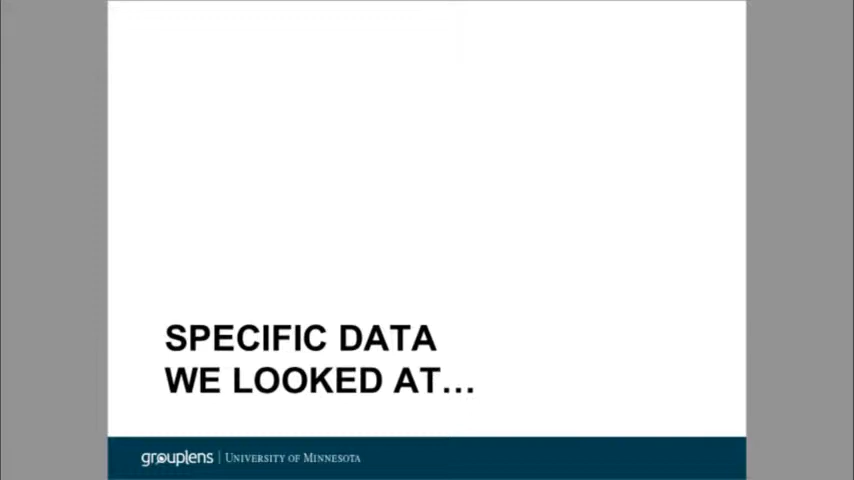 SPECIFIC DATA
WE LOOKED AT...
grouplens | UNIVERSITY OF MINNESOTA